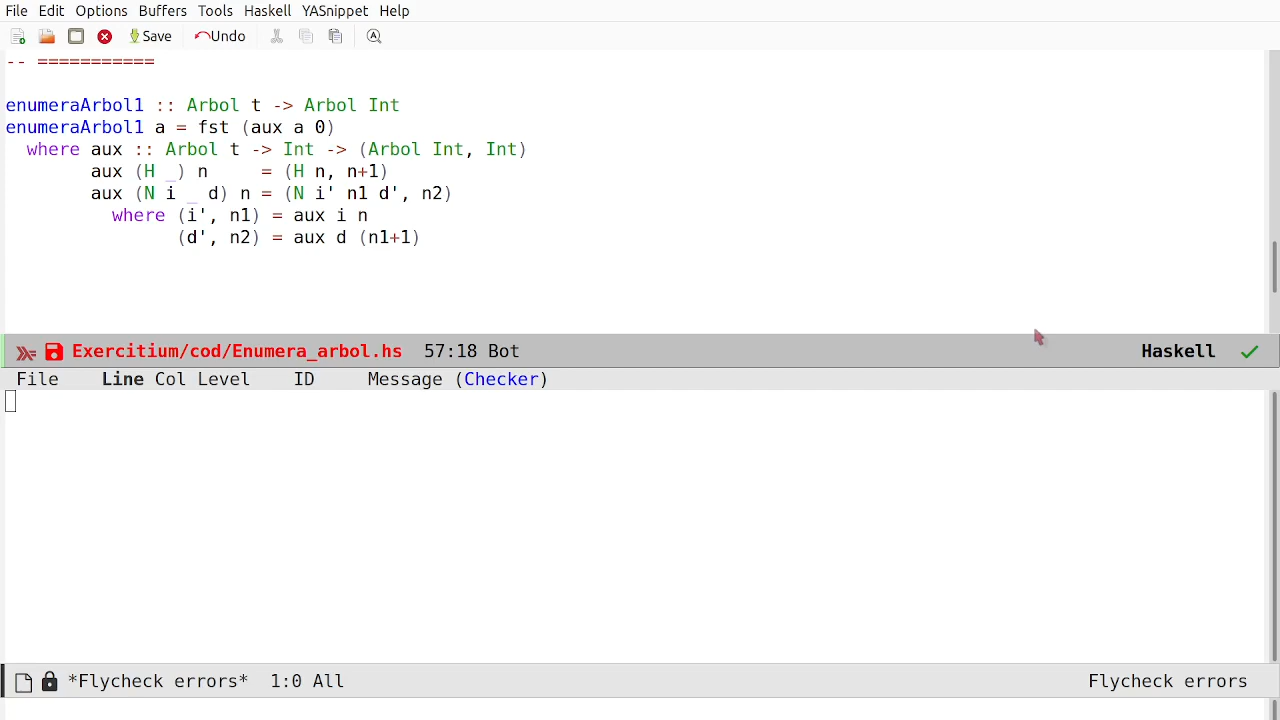 File Edit Options Buffers Tools Haskell YASnippet Help
Save Undo
-- ===========
enumeraArbol1 :: Arbol t -> Arbol Int
enumeraArbol1 a = fst (aux a 0)
  where aux :: Arbol t -> Int -> (Arbol Int, Int)
        aux (H _) n     = (H n, n+1)
        aux (N i _ d) n = (N i' n1 d', n2)
          where (i', n1) = aux i n
                (d', n2) = aux d (n1+1)
Exercitium/cod/Enumera_arbol.hs 57:18 Bot Haskell ✓
File Line Col Level ID Message (Checker)
*Flycheck errors* 1:0 All Flycheck errors